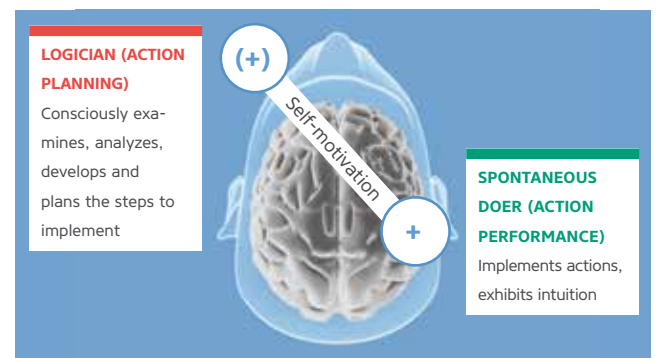 LOGICIAN (ACTION
PLANNING)
Consciously exa-
mines, analyzes,
develops and
plans the steps to
implement
(+)
Self-motivation
+
SPONTANEOUS
DOER (ACTION
PERFORMANCE)
Implements actions,
exhibits intuition